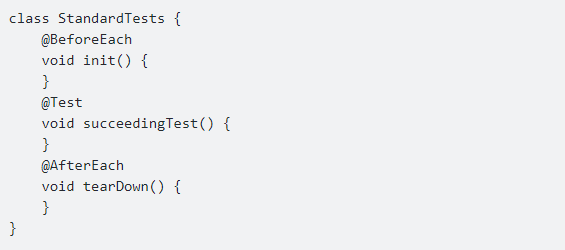 class StandardTests {
    @BeforeEach
    void init() {
    }
    @Test
    void succeedingTest() {
    }
    @AfterEach
    void tearDown() {
    }
}